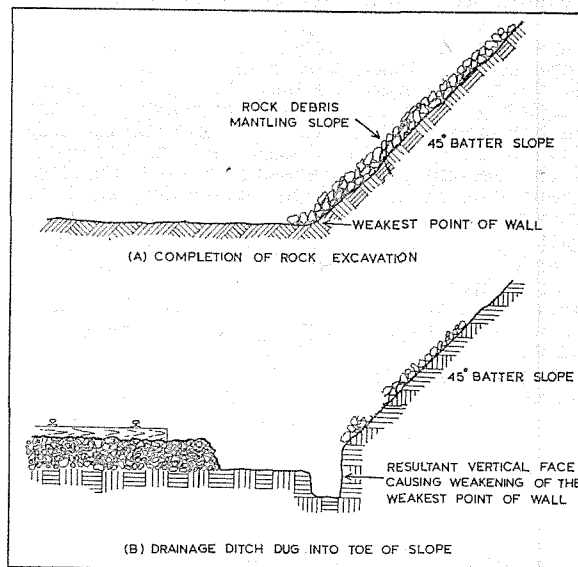 ROCK DEBRIS
MANTLING SLOPE
45° BATTER SLOPE
WEAKEST POINT OF WALL
(A) COMPLETION OF ROCK EXCAVATION
45° BATTER SLOPE
RESULTANT VERTICAL FACE
CAUSING WEAKENING OF THE
WEAKEST POINT OF WALL
(B) DRAINAGE DITCH DUG INTO TOE OF SLOPE